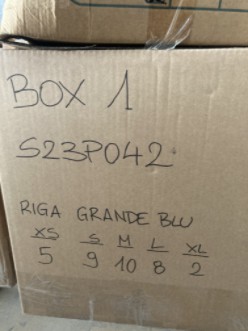 BOX 1
S23P042
RIGA GRANDE BLU
XS S M L XL
5 9 10 8 2